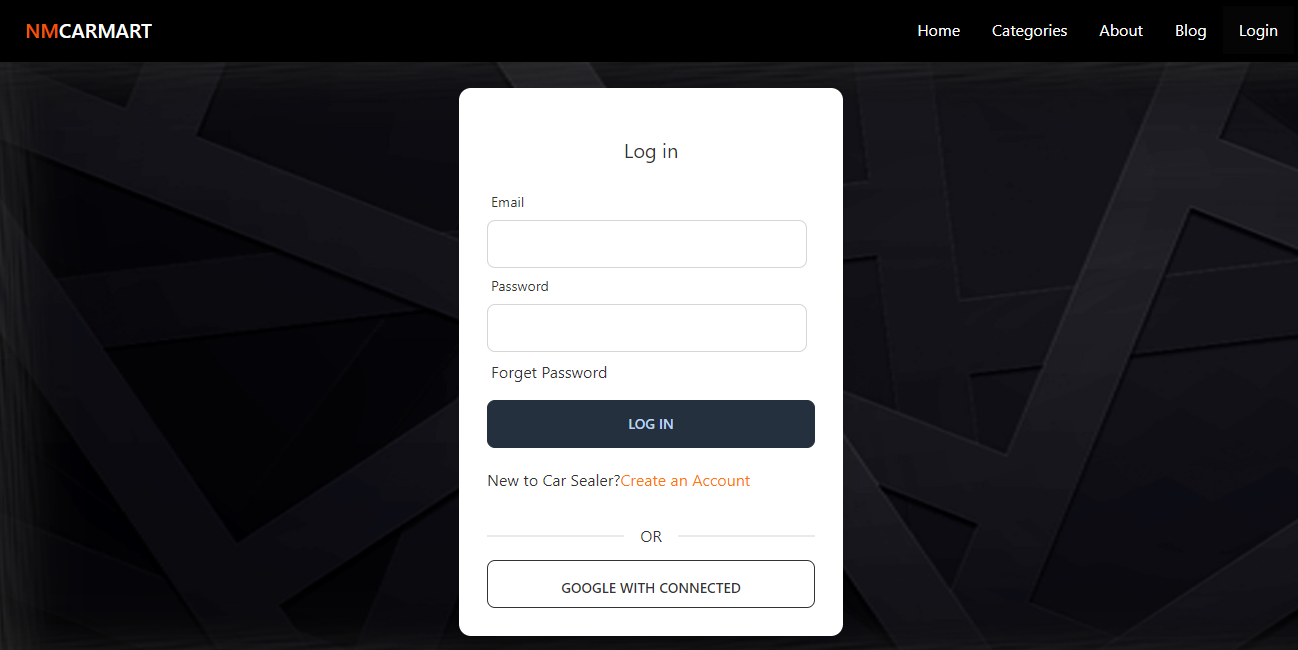 NMCARMART Home Categories About Blog Login
Log in
Email
Password
Forget Password
LOG IN
New to Car Sealer?Create an Account
OR
GOOGLE WITH CONNECTED